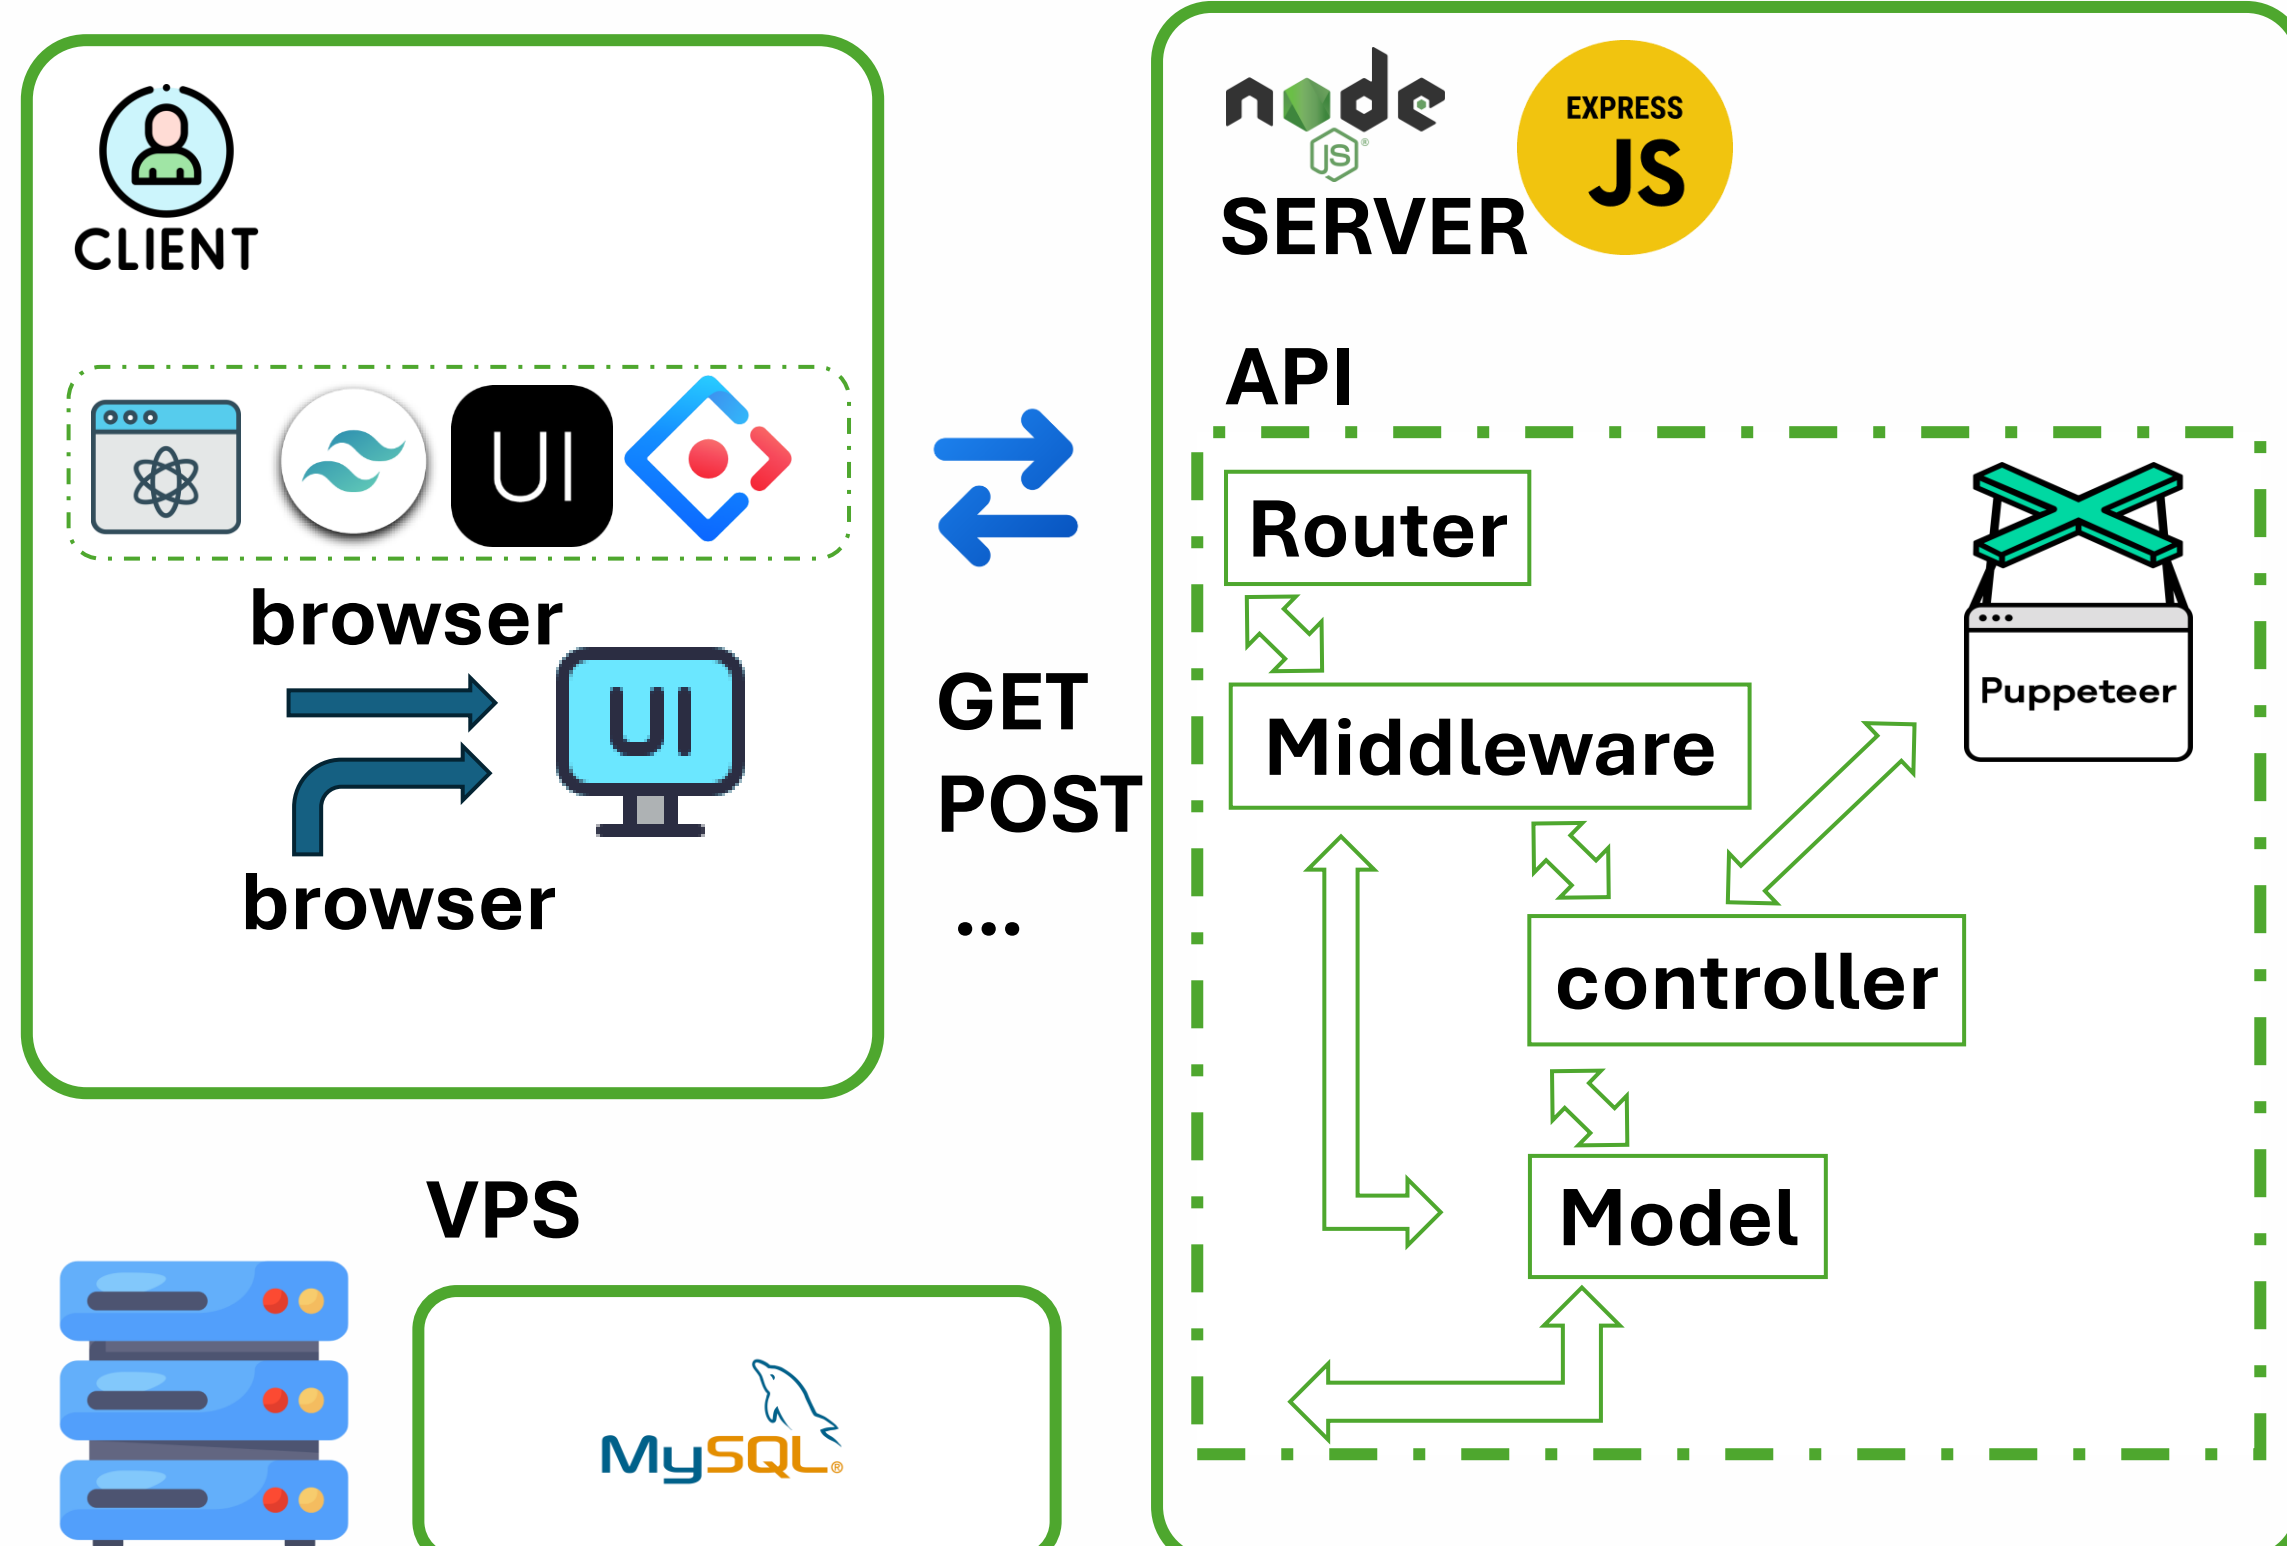 CLIENT
UI
browser
UI
browser
GET
POST
...
node
JS®
EXPRESS
JS
SERVER
API
Router
Middleware
controller
Model
Puppeteer
VPS
MySQL®